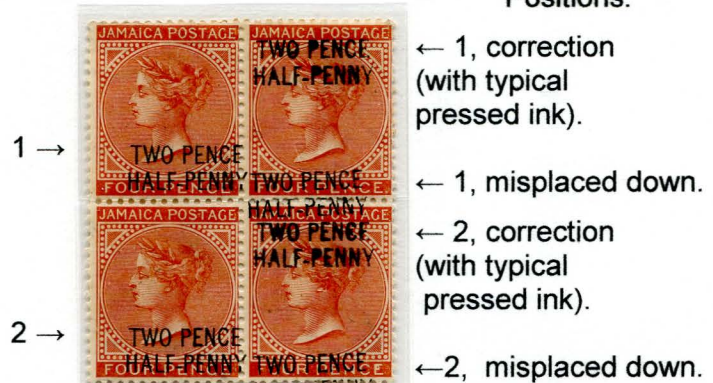 Positions:
JAMAICA POSTAGE JAMAICA POSTAGE
TWO PENCE
HALF-PENNY
← 1, correction
(with typical
pressed ink).
1 →
TWO PENCE
HALF-PENNY TWO PENCE
HALF-PENNY
← 1, misplaced down.
JAMAICA POSTAGE JAMAICA POSTAGE
TWO PENCE
HALF-PENNY
← 2, correction
(with typical
pressed ink).
2 →
TWO PENCE
HALF-PENNY TWO PENCE
←2, misplaced down.